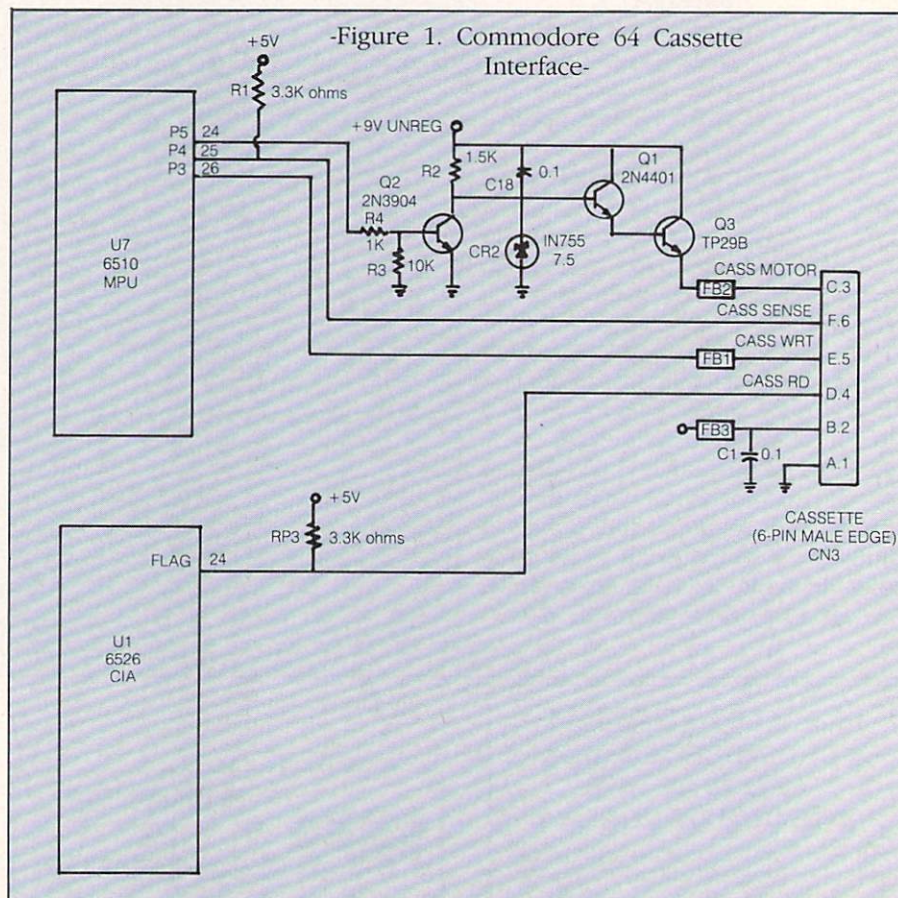 -Figure 1. Commodore 64 Cassette
Interface-
+5V
R1
3.3K ohms
P5 24
P4 25
P3 26
+9V UNREG
R2
1.5K
C18
0.1
Q1
2N4401
Q2
2N3904
R4
1K
R3
10K
CR2
IN755
7.5
Q3
TP29B
U7
6510
MPU
FB2
CASS MOTOR
C.3
CASS SENSE
F.6
FB1
CASS WRT
E.5
CASS RD
D.4
FB3
B.2
C1
0.1
A.1
CASSETTE
(6-PIN MALE EDGE)
CN3
+5V
RP3
3.3K ohms
FLAG 24
U1
6526
CIA